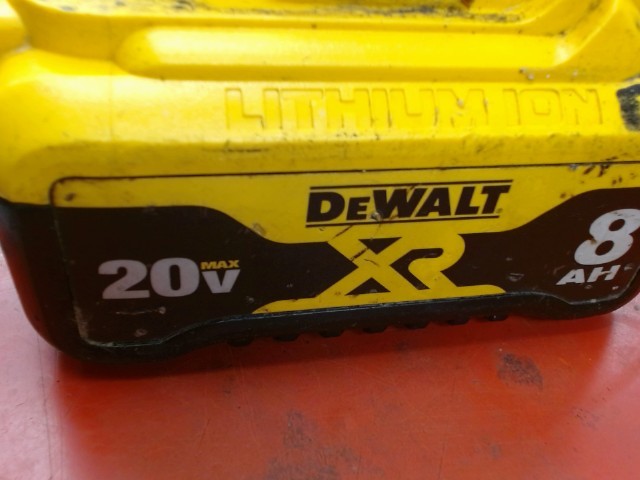 LITHIUM ION
DEWALT
XR
20V MAX
8 AH